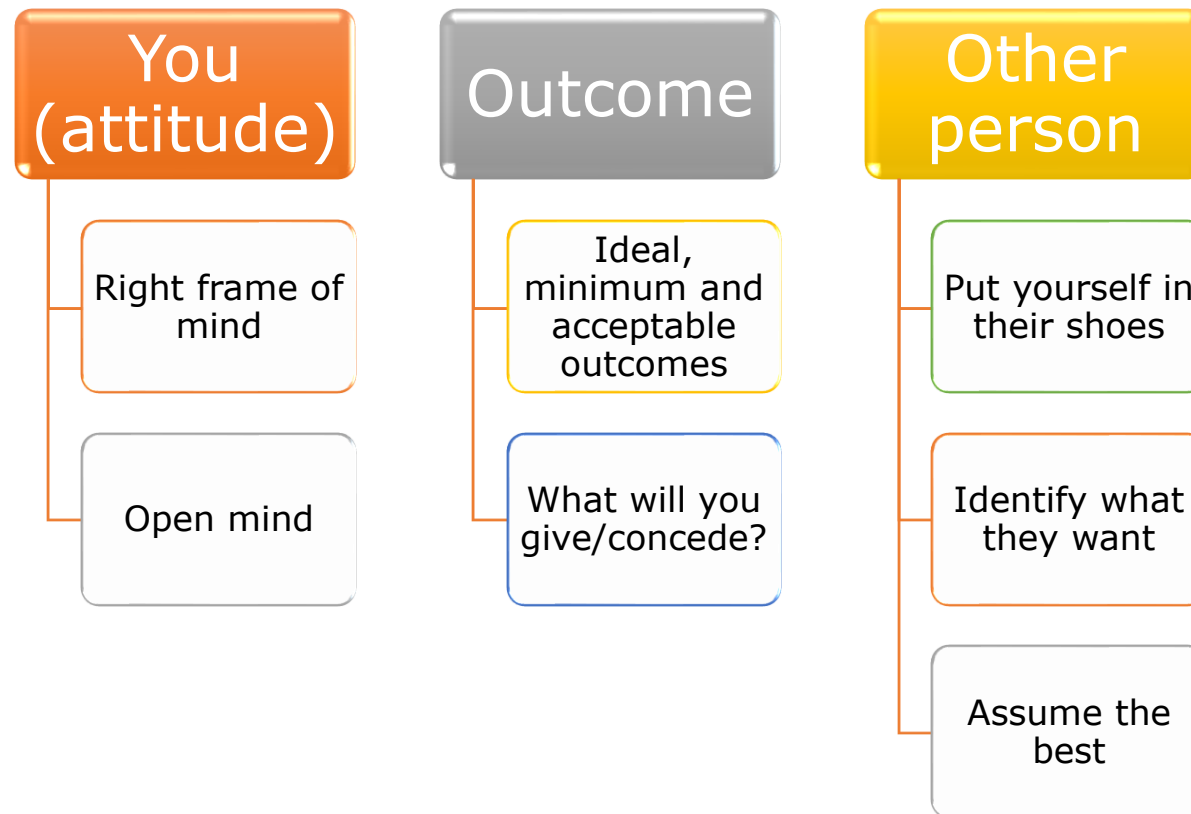 You
(attitude)
Right frame of
mind
Open mind
Outcome
Ideal,
minimum and
acceptable
outcomes
What will you
give/concede?
Other
person
Put yourself in
their shoes
Identify what
they want
Assume the
best